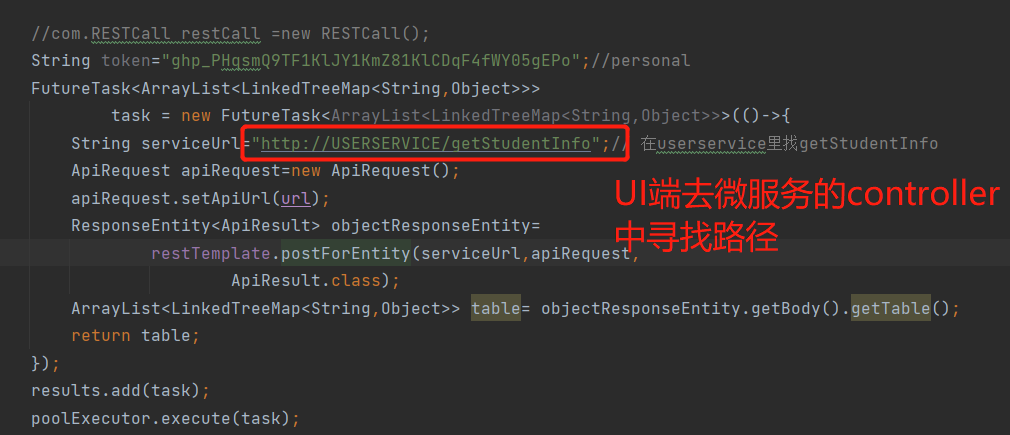 //com.RESTCall restCall =new RESTCall();
String token="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";//personal
FutureTask<ArrayList<LinkedTreeMap<String,Object>>>
task = new FutureTask<ArrayList<LinkedTreeMap<String,Object>>>(()->{
String serviceUrl="http://USERSERVICE/getStudentInfo";// 在userservice里找getStudentInfo
ApiRequest apiRequest=new ApiRequest();
apiRequest.setApiUrl(url);
UI端去微服务的controller
中寻找路径
ResponseEntity<ApiResult> objectResponseEntity=
restTemplate.postForEntity(serviceUrl,apiRequest,
ApiResult.class);
ArrayList<LinkedTreeMap<String,Object>> table= objectResponseEntity.getBody().getTable();
return table;
});
results.add(task);
poolExecutor.execute(task);